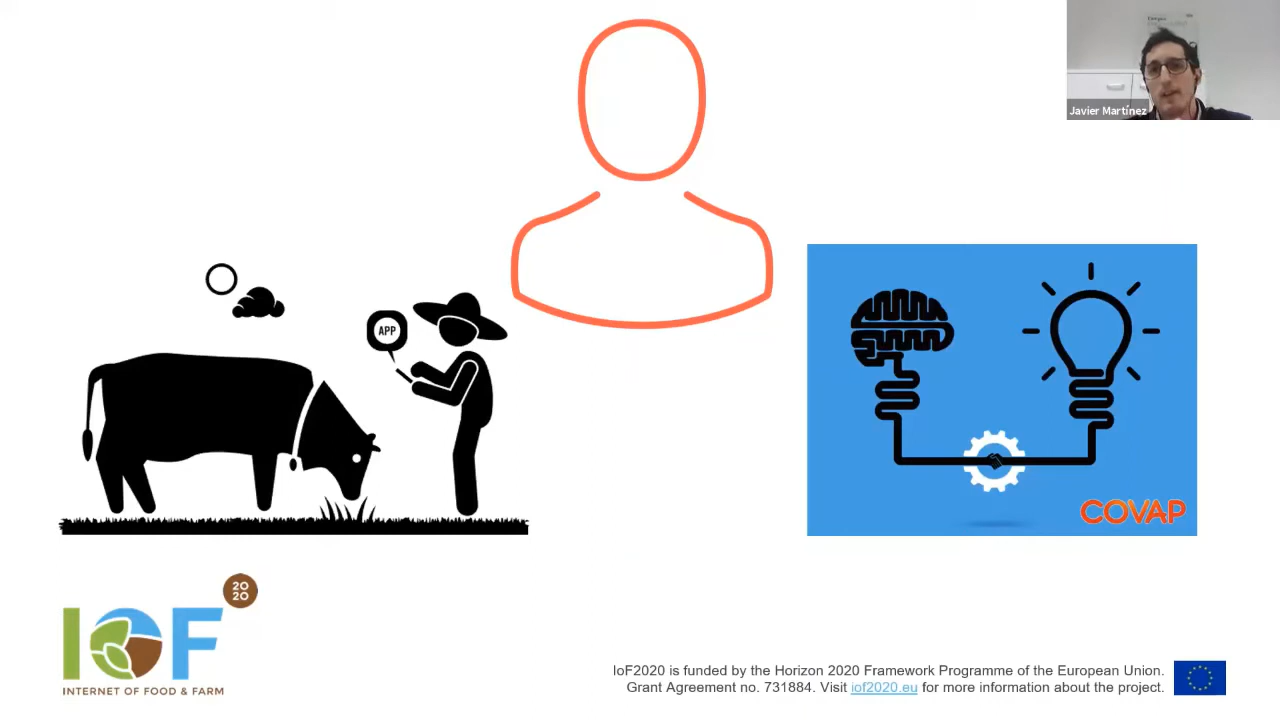 Javier Martínez
APP
COVAP
IOF
20
20
INTERNET OF FOOD & FARM
IoF2020 is funded by the Horizon 2020 Framework Programme of the European Union.
Grant Agreement no. 731884. Visit iof2020.eu for more information about the project.